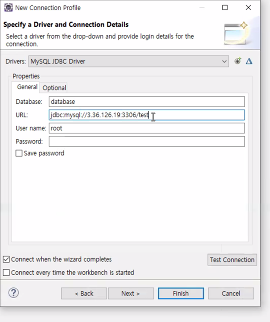 New Connection Profile
Specify a Driver and Connection Details
Select a driver from the drop-down and provide login details for the
connection.
Drivers: MySQL JDBC Driver
Properties
General Optional
Database: database
URL: jdbc:mysql://3.36.126.19:3306/test
User name: root
Password:
Save password
Connect when the wizard completes Test Connection
Connect every time the workbench is started
? < Back Next > Finish Cancel